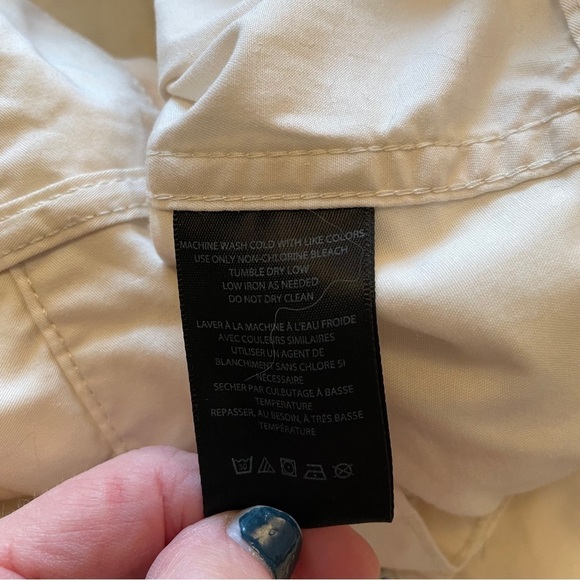 MACHINE WASH COLD WITH LIKE COLORS
USE ONLY NON-CHLORINE BLEACH
TUMBLE DRY LOW
LOW IRON AS NEEDED
DO NOT DRY CLEAN
LAVER À LA MACHINE À L'EAU FROIDE
AVEC COULEURS SIMILAIRES
UTILISER UN AGENT DE
BLANCHIMENT SANS CHLORE SI
NÉCESSAIRE
SECHER PAR CULBUTAGE À BASSE
TEMPERATURE
REPASSER, AU BESOIN, À TRÈS BASSE
TEMPÉRATURE